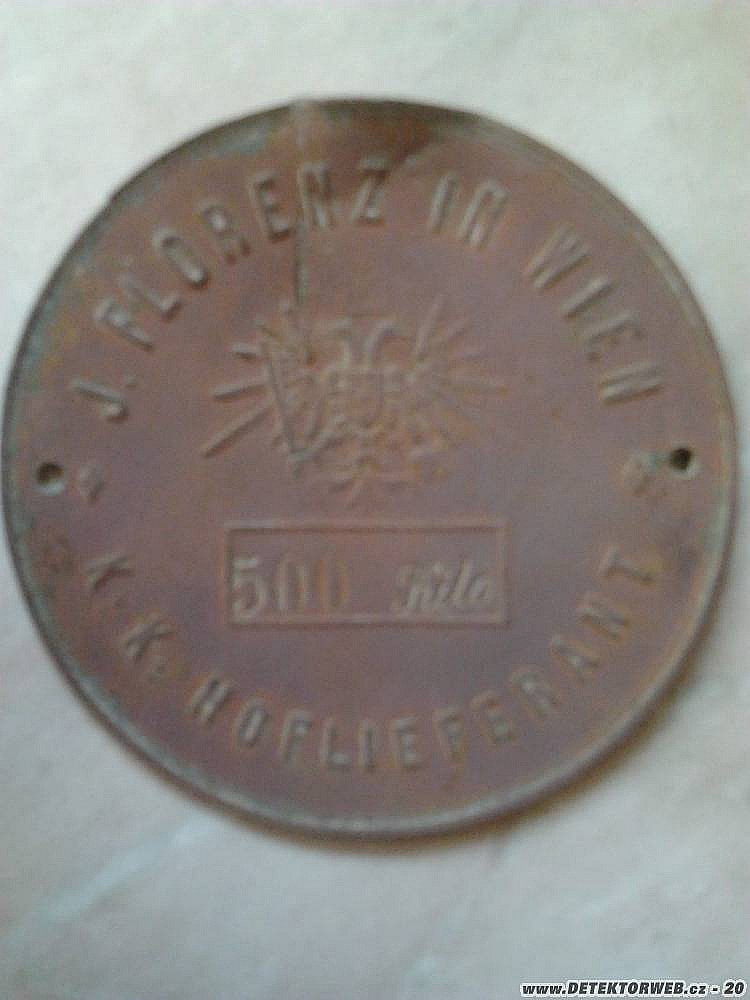 J. FLORENZ IN WIEN
500 Kilo
K. K. HOFLIEFERANT
www.DETEKTORWEB.cz - 20